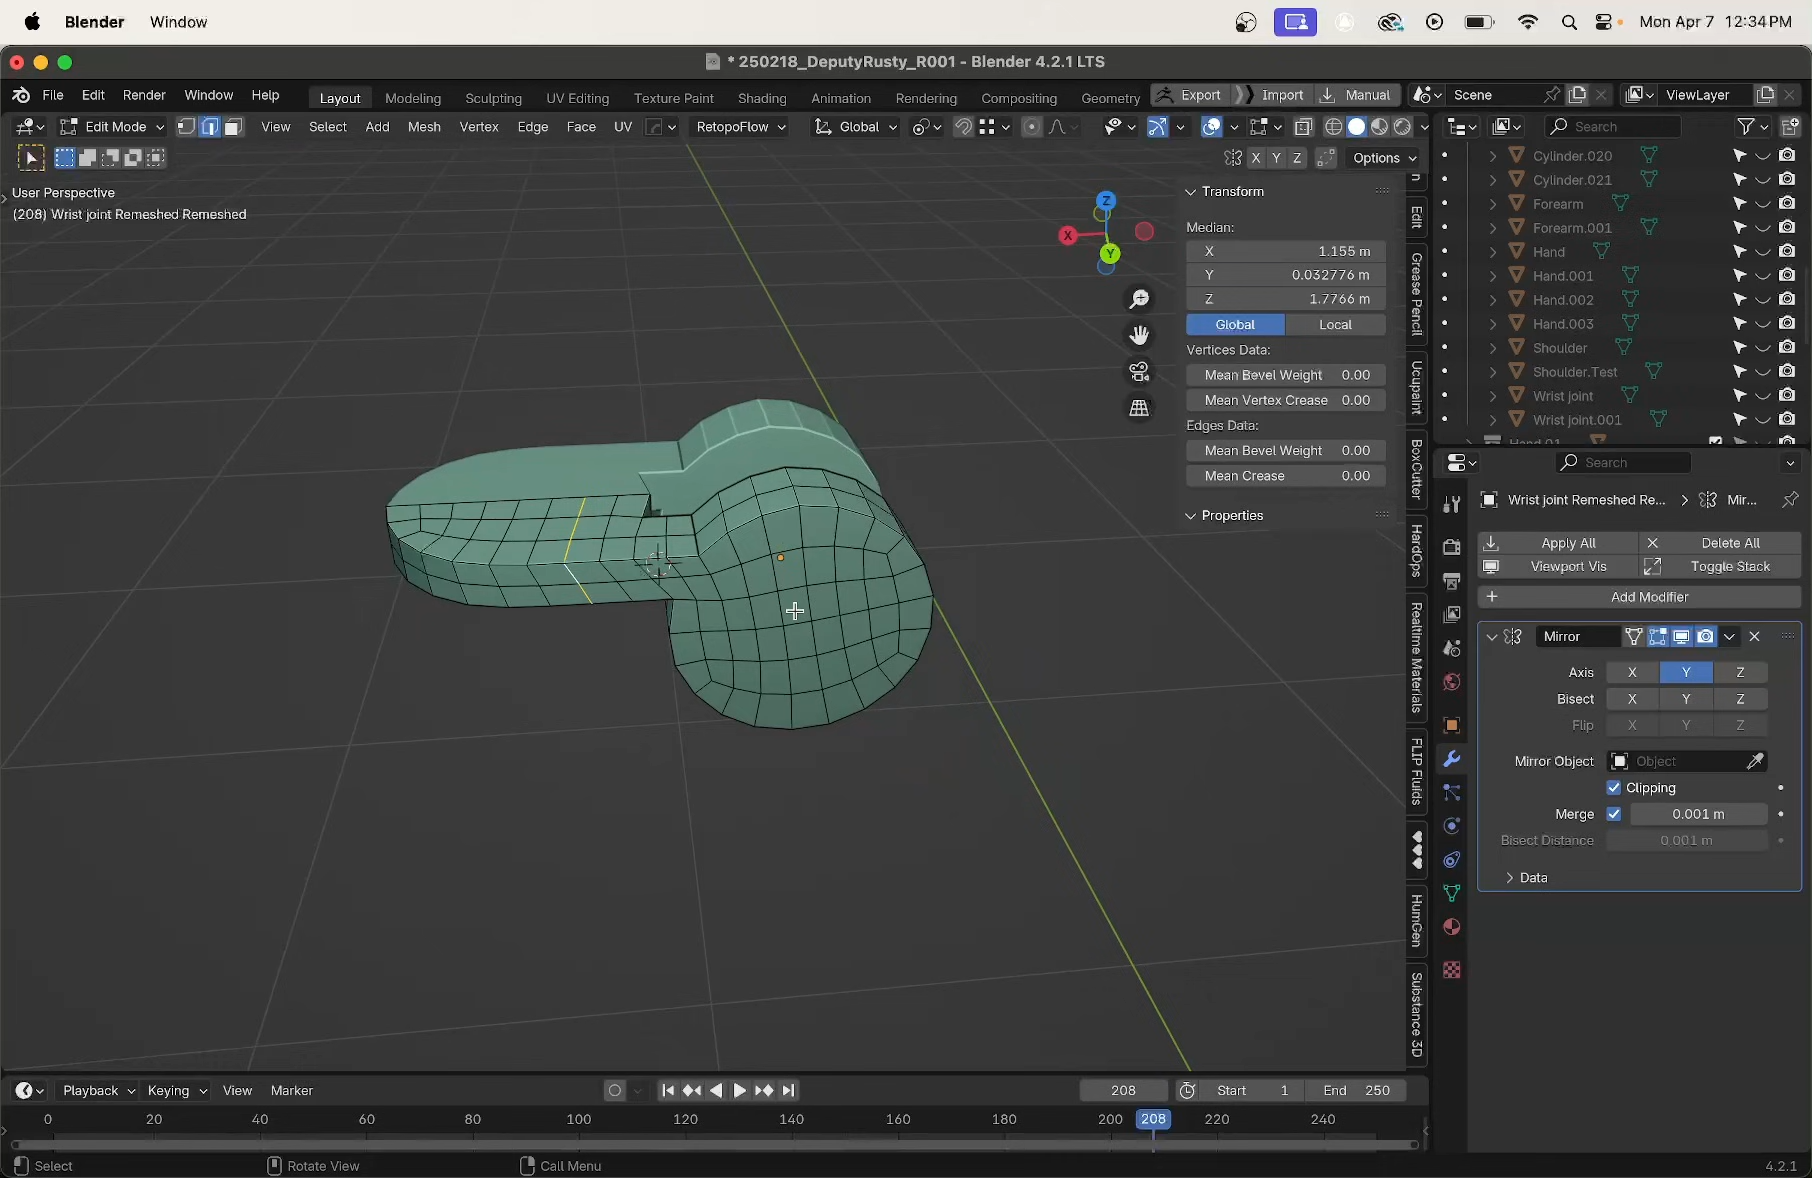 Blender Window Mon Apr 7 12:34 PM
* 250218_DeputyRusty_R001 - Blender 4.2.1 LTS
File Edit Render Window Help Layout Modeling Sculpting UV Editing Texture Paint Shading Animation Rendering Compositing Geometry Export Import Manual Scene ViewLayer
Edit Mode View Select Add Mesh Vertex Edge Face UV RetopoFlow Global Search
X Y Z Options
User Perspective
(208) Wrist joint Remeshed Remeshed
Z
X
Y
Transform
Median:
X 1.155 m
Y 0.032776 m
Z 1.7766 m
Global Local
Vertices Data:
Mean Bevel Weight 0.00
Mean Vertex Crease 0.00
Edges Data:
Mean Bevel Weight 0.00
Mean Crease 0.00
Properties
Edit
Grease Pencil
Ucupaint
BoxCutter
HardOps
Realtime Materials
FLIP Fluids
HumGen
Substance 3D
Cylinder.020
Cylinder.021
Forearm
Forearm.001
Hand
Hand.001
Hand.002
Hand.003
Shoulder
Shoulder.Test
Wrist joint
Wrist joint.001
Hand.01
Search
Wrist joint Remeshed Re... Mir...
Apply All Delete All
Viewport Vis Toggle Stack
Add Modifier
Mirror
Axis X Y Z
Bisect X Y Z
Flip X Y Z
Mirror Object Object
Clipping
Merge 0.001 m
Bisect Distance 0.001 m
Data
Playback Keying View Marker 208 Start 1 End 250
0 20 40 60 80 100 120 140 160 180 200 208 220 240
Select Rotate View Call Menu 4.2.1